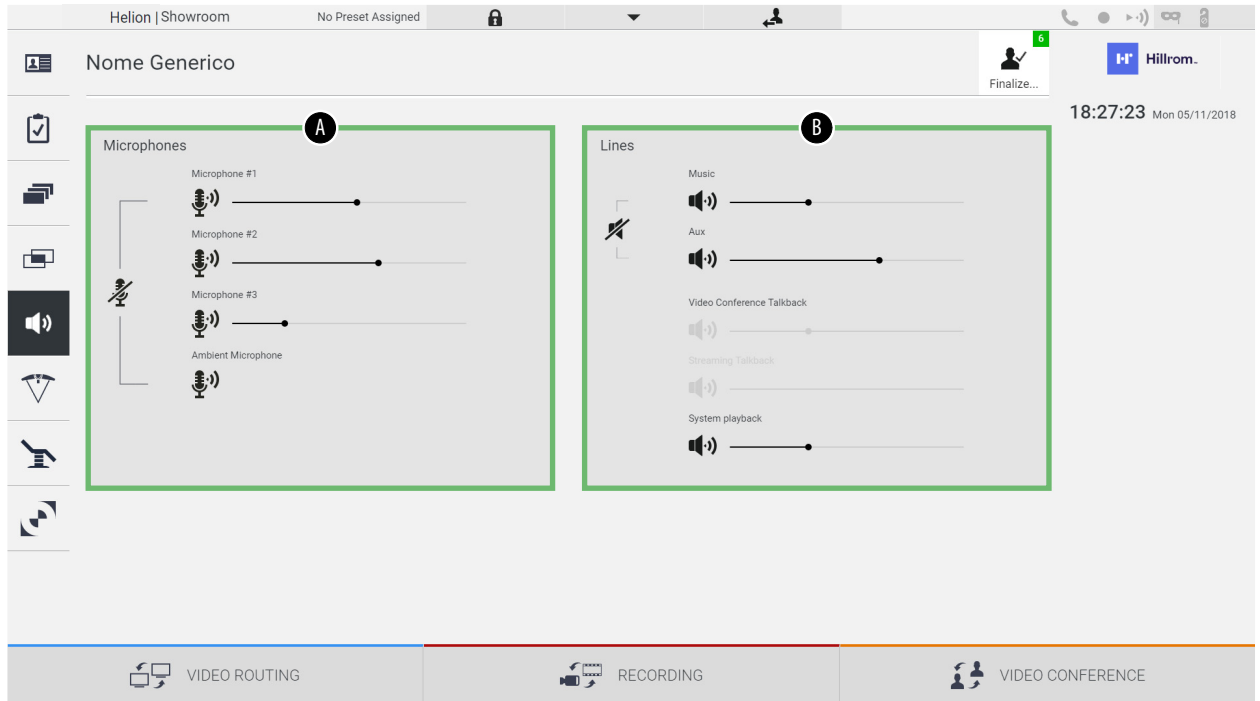 Helion | Showroom
No Preset Assigned
6
Nome Generico
Finalize...
Hillrom
18:27:23 Mon 05/11/2018
A
B
Microphones
Microphone #1
Microphone #2
Microphone #3
Ambient Microphone
Lines
Music
Aux
Video Conference Talkback
Streaming Talkback
System playback
VIDEO ROUTING
RECORDING
VIDEO CONFERENCE